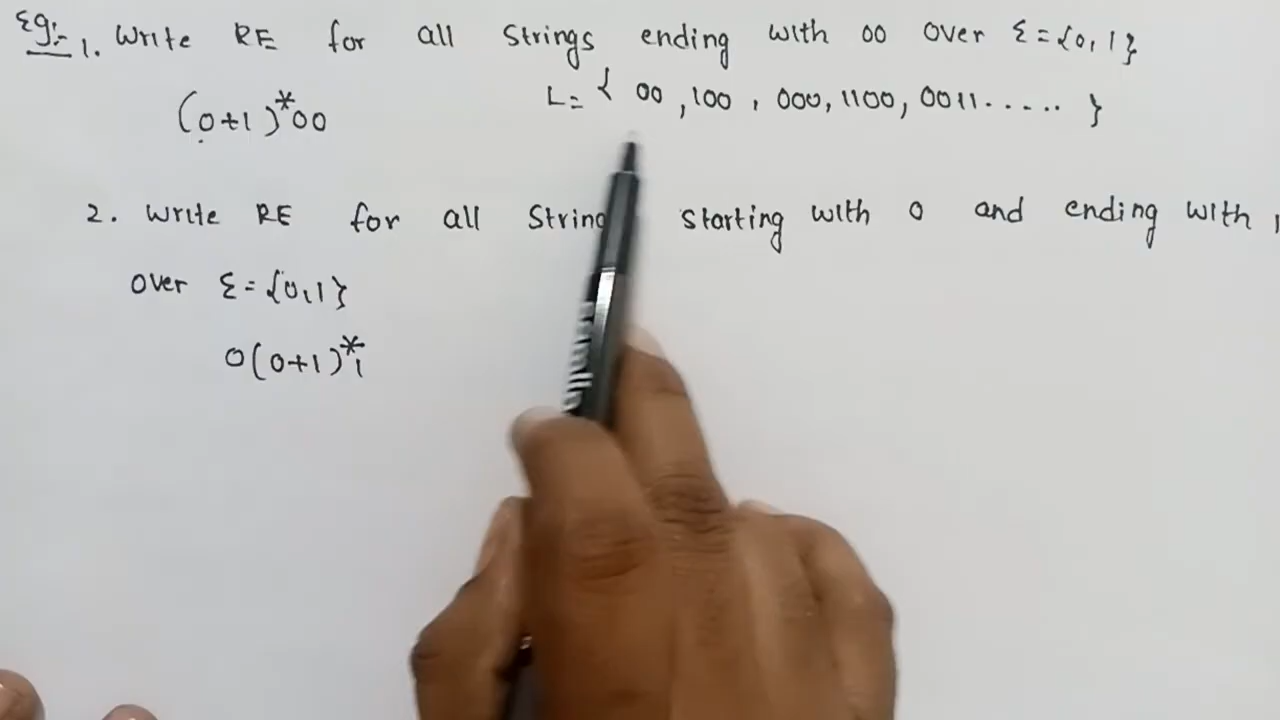 Eg:- 1. Write RE for all strings ending with 00 over Σ={0,1}
(0+1)*00 L= { 00 ,100 , 000, 1100, 0011..... }
2. Write RE for all String starting with 0 and ending with 1
over Σ={0,1}
0(0+1)*1